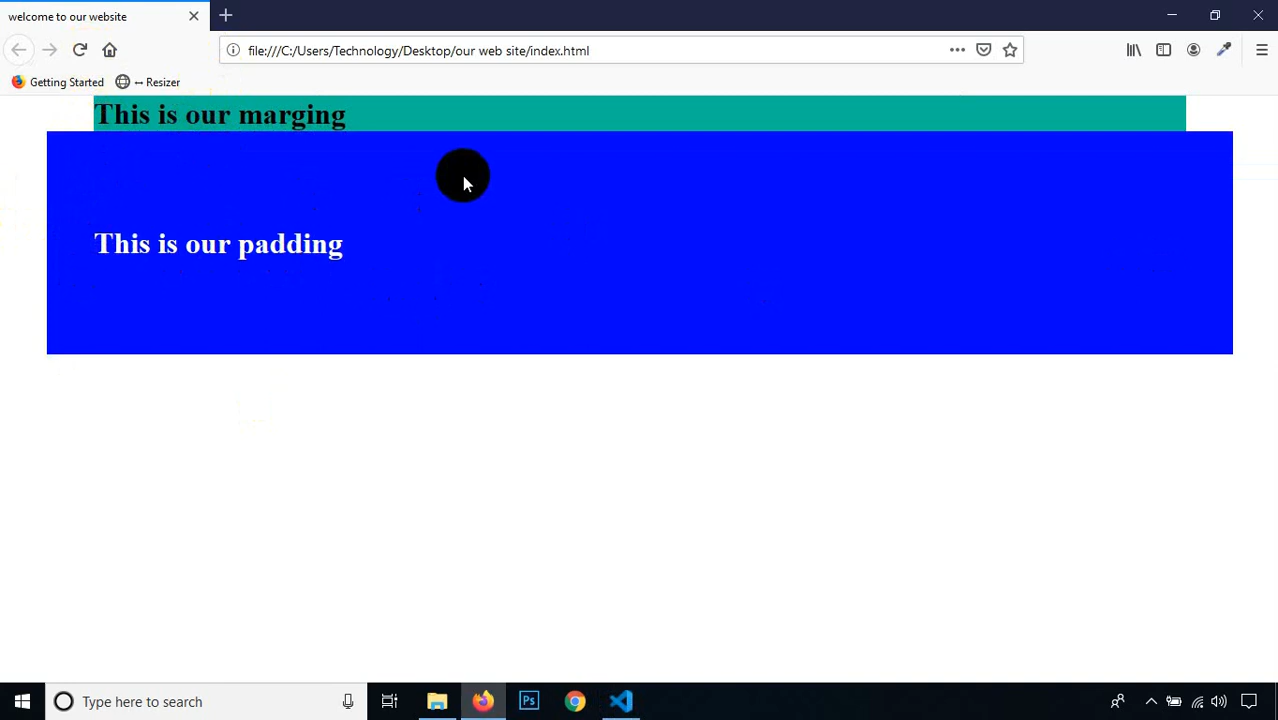 welcome to our website
file:///C:/Users/Technology/Desktop/our web site/index.html
Getting Started
↔ Resizer
This is our marging
This is our padding
Type here to search
Ps